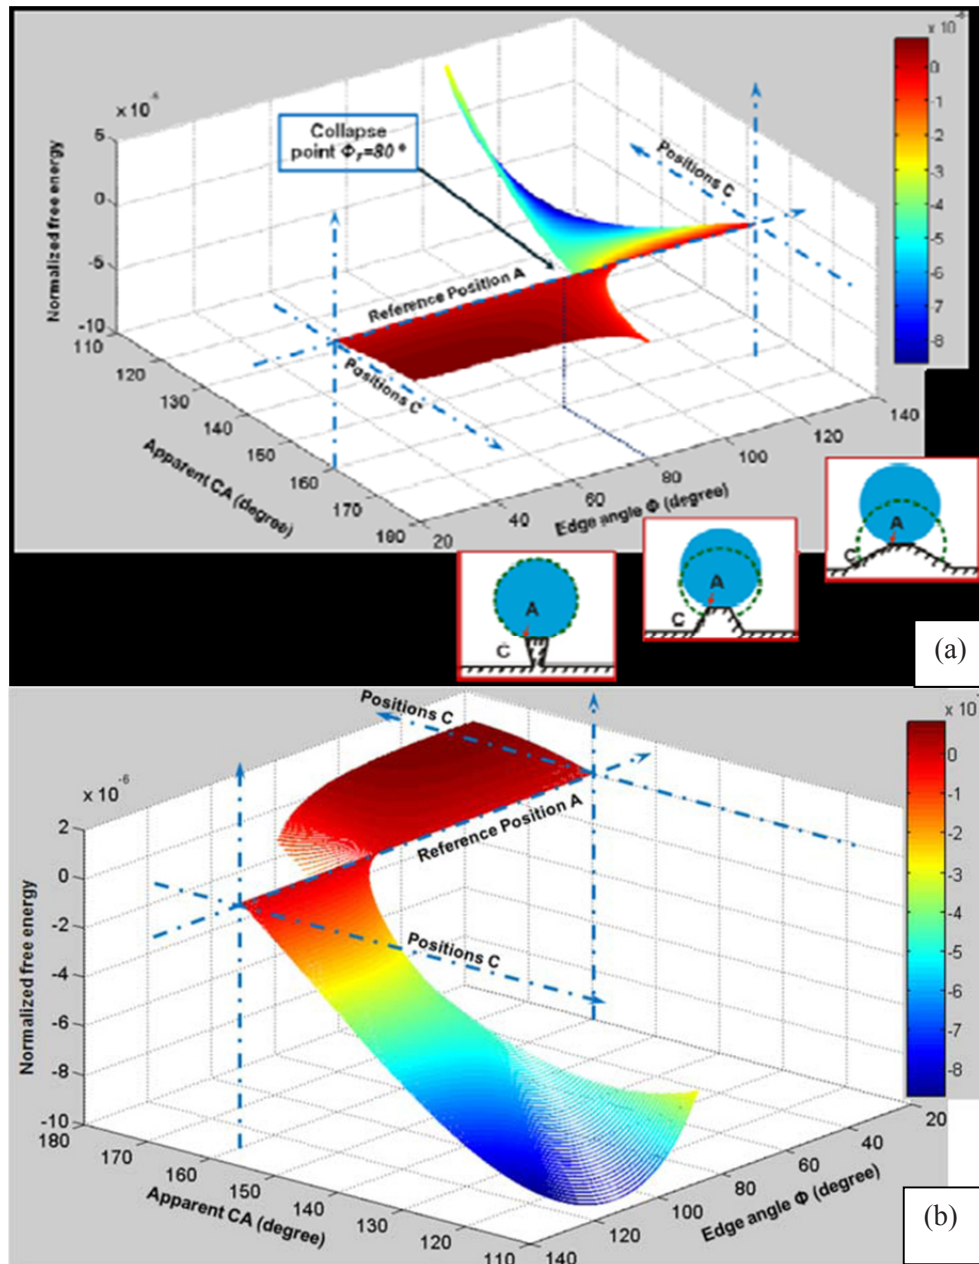 x 10⁻⁶
0
-1
-2
-3
-4
-5
-6
-7
-8
x 10⁻⁶
5
0
-5
-10
Normalized free energy
Collapse
point Φr=80°
Positions C
Reference Position A
Positions C
110
120
130
140
150
160
170
180
Apparent CA (degree)
20
40
60
80
100
120
140
Edge angle Φ (degree)
A
C
A
C
A
C
(a)
x 10
0
-1
-2
-3
-4
-5
-6
-7
-8
x 10⁻⁶
2
0
-2
-4
-6
-8
-10
Normalized free energy
Positions C
Reference Position A
Positions C
180
170
160
150
140
130
120
110
Apparent CA (degree)
140
120
100
80
60
40
20
Edge angle Φ (degree)
(b)